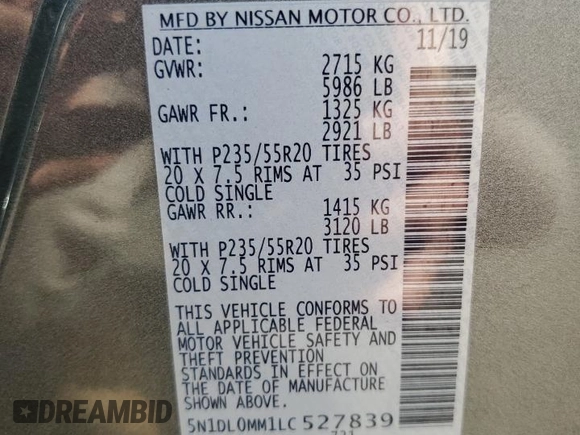 MFD BY NISSAN MOTOR CO., LTD.
DATE: 11/19
GVWR: 2715 KG
5986 LB
GAWR FR.: 1325 KG
2921 LB
WITH P235/55R20 TIRES
20 X 7.5 RIMS AT 35 PSI
COLD SINGLE
GAWR RR.: 1415 KG
3120 LB
WITH P235/55R20 TIRES
20 X 7.5 RIMS AT 35 PSI
COLD SINGLE
THIS VEHICLE CONFORMS TO
ALL APPLICABLE FEDERAL
MOTOR VEHICLE SAFETY AND
THEFT PREVENTION
STANDARDS IN EFFECT ON
THE DATE OF MANUFACTURE
SHOWN ABOVE.
5N1DL0MM1LC527839
DREAMBID